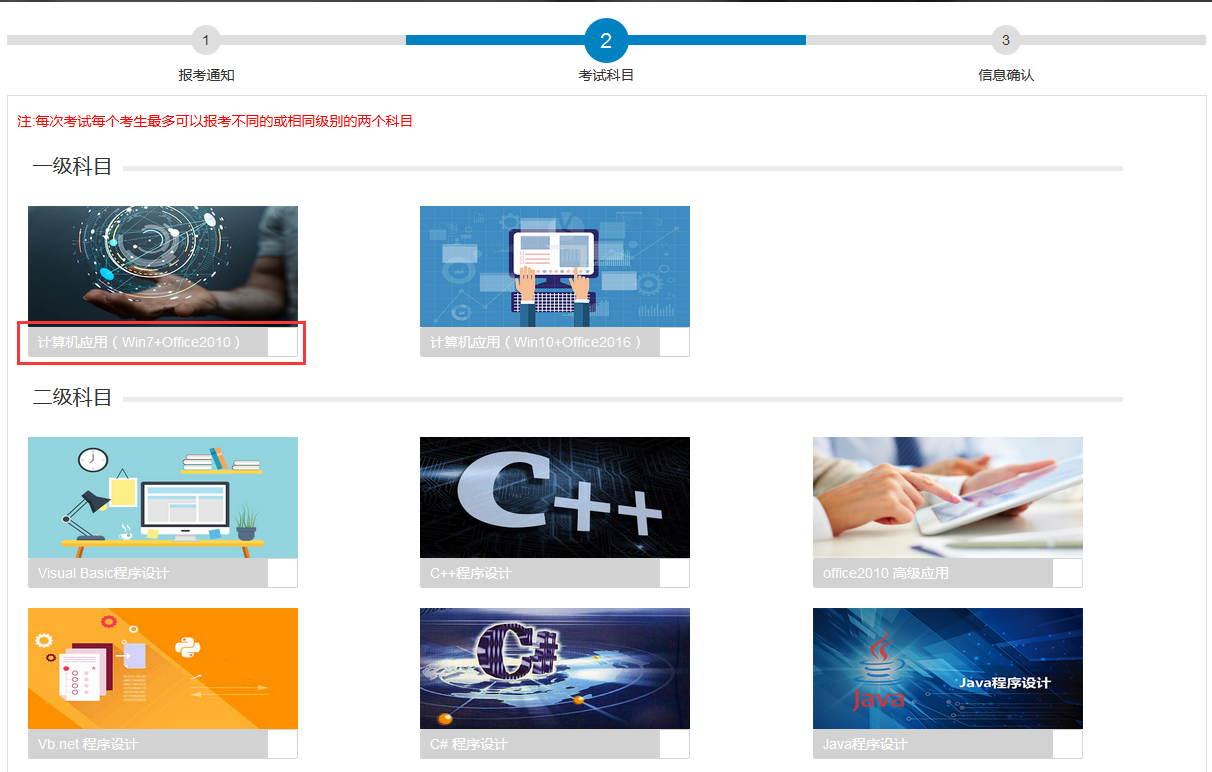 1
2
3
报考通知
考试科目
信息确认
注:每次考试每个考生最多可以报考不同的或相同级别的两个科目
一级科目
计算机应用（Win7+Office2010）
计算机应用（Win10+Office2016）
二级科目
C++
Visual Basic程序设计
C++程序设计
office2010 高级应用
C#
Java
Java程序设计
Vb.net 程序设计
C# 程序设计
Java程序设计